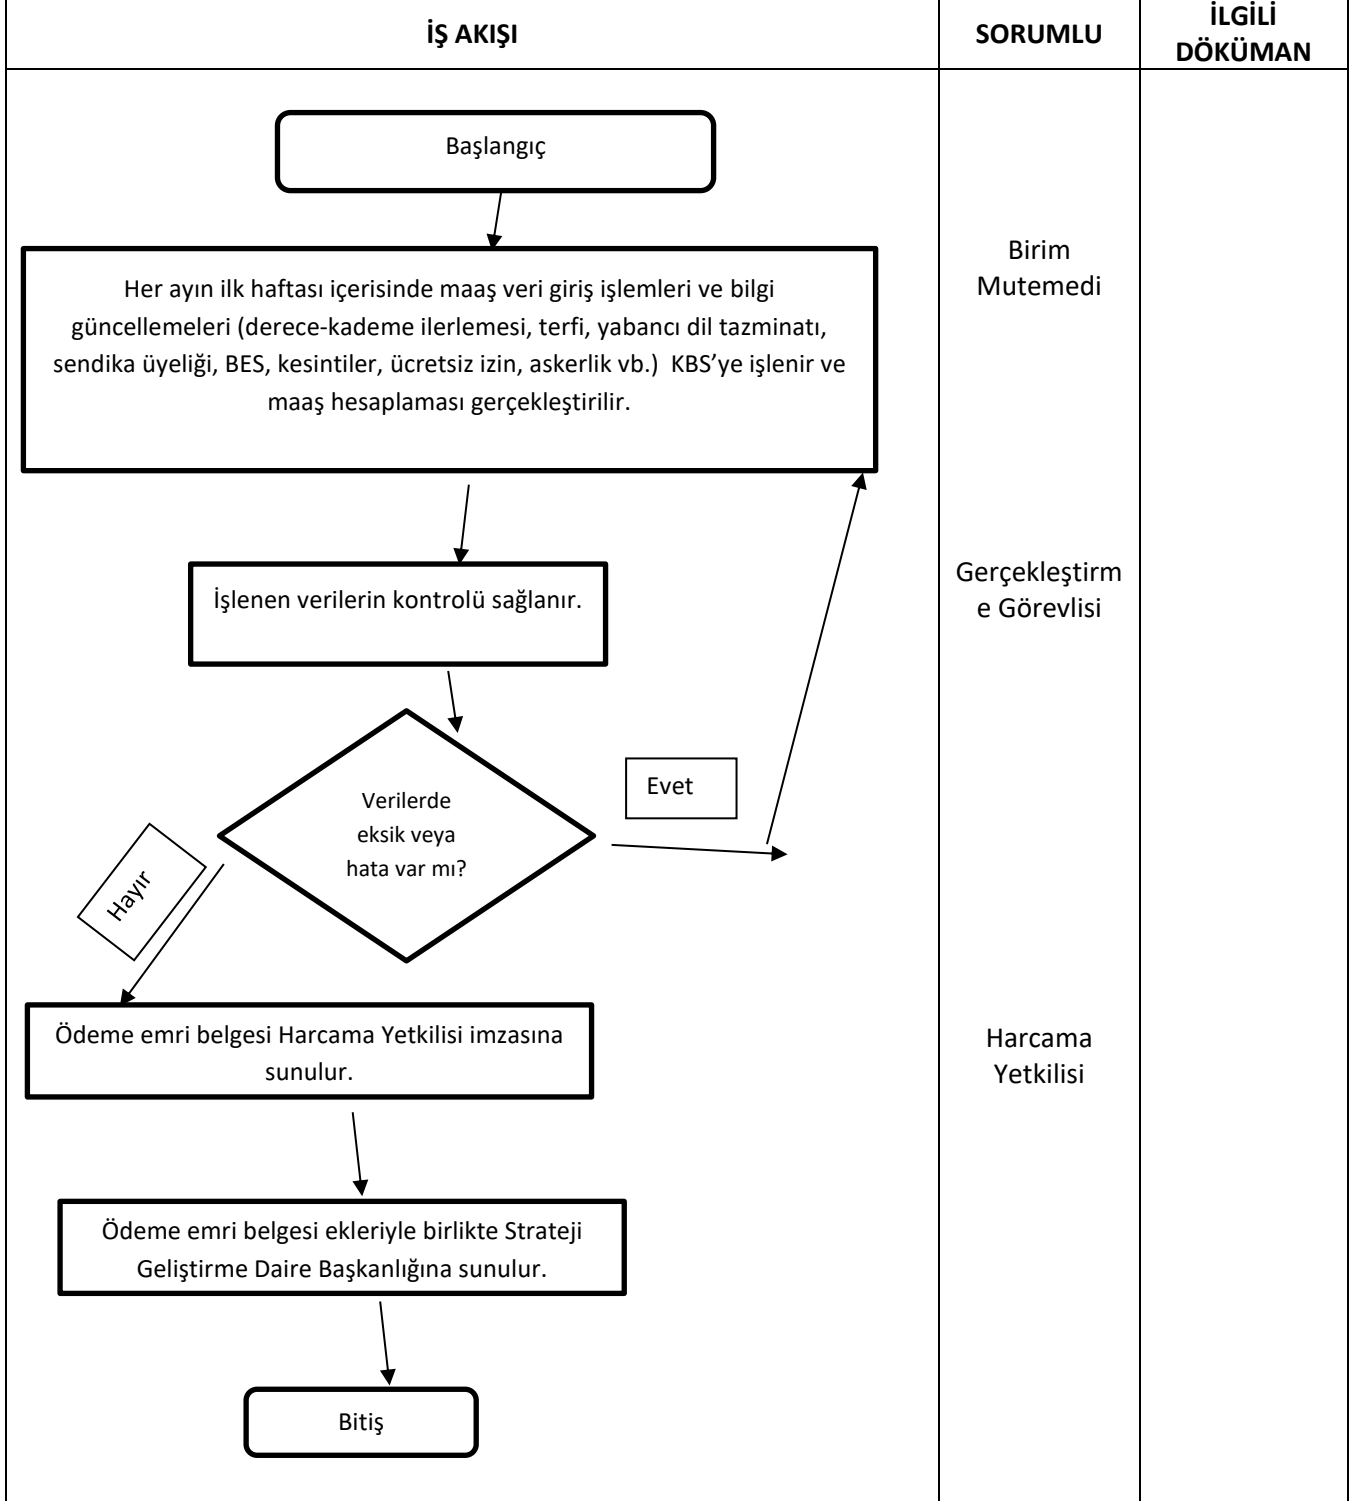 İŞ AKIŞI
SORUMLU
İLGİLİ
DÖKÜMAN
Başlangıç
Birim
Mutemedi
Her ayın ilk haftası içerisinde maaş veri giriş işlemleri ve bilgi
güncellemeleri (derece-kademe ilerlemesi, terfi, yabancı dil tazminatı,
sendika üyeliği, BES, kesintiler, ücretsiz izin, askerlik vb.)  KBS’ye işlenir ve
maaş hesaplaması gerçekleştirilir.
Gerçekleştirm
e Görevlisi
İşlenen verilerin kontrolü sağlanır.
Verilerde
eksik veya
hata var mı?
Evet
Hayır
Ödeme emri belgesi Harcama Yetkilisi imzasına
sunulur.
Harcama
Yetkilisi
Ödeme emri belgesi ekleriyle birlikte Strateji
Geliştirme Daire Başkanlığına sunulur.
Bitiş